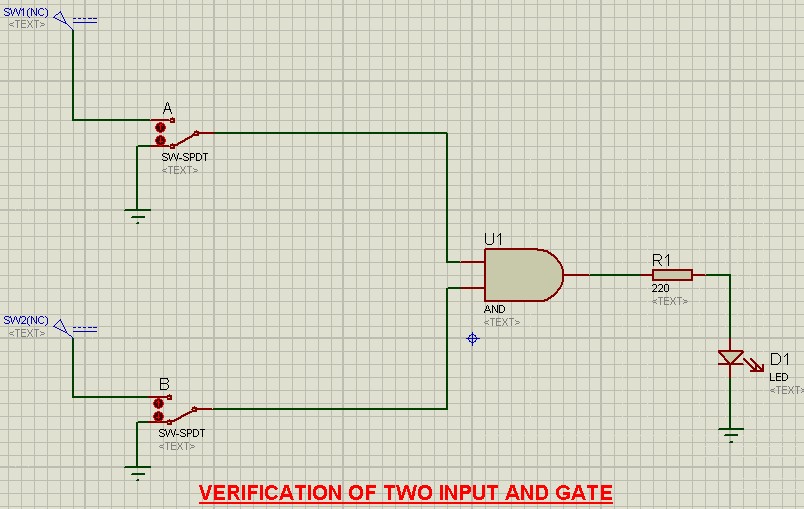 SW1(NC)
<TEXT>
A
SW-SPDT
<TEXT>
U1
AND
<TEXT>
R1
220
<TEXT>
SW2(NC)
<TEXT>
D1
LED
<TEXT>
B
SW-SPDT
<TEXT>
VERIFICATION OF TWO INPUT AND GATE